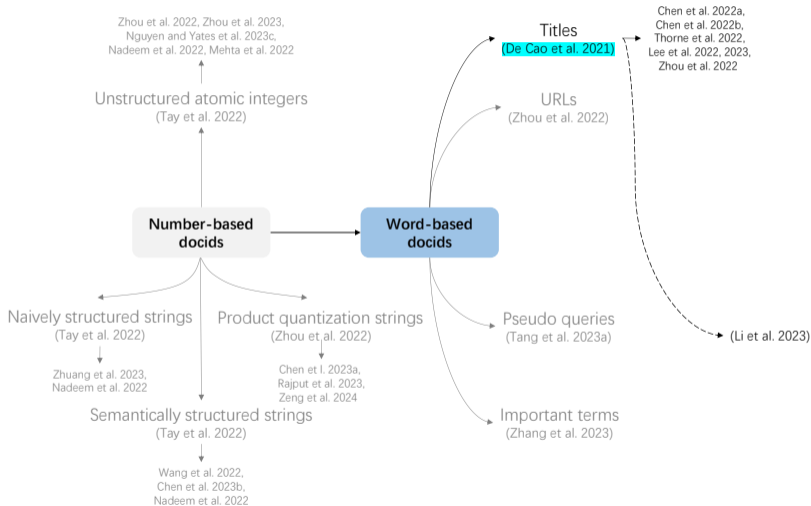 Zhou et al. 2022, Zhou et al. 2023,
Nguyen and Yates et al. 2023c,
Nadeem et al. 2022, Mehta et al. 2022
Unstructured atomic integers
(Tay et al. 2022)
Number-based
docids
Naively structured strings
(Tay et al. 2022)
Zhuang et al. 2023,
Nadeem et al. 2022
Product quantization strings
(Zhou et al. 2022)
Chen et l. 2023a,
Rajput et al. 2023,
Zeng et al. 2024
Semantically structured strings
(Tay et al. 2022)
Wang et al. 2022,
Chen et al. 2023b,
Nadeem et al. 2022
Word-based
docids
Titles
(De Cao et al. 2021)
Chen et al. 2022a,
Chen et al. 2022b,
Thorne et al. 2022,
Lee et al. 2022, 2023,
Zhou et al. 2022
URLs
(Zhou et al. 2022)
Pseudo queries
(Tang et al. 2023a)
(Li et al. 2023)
Important terms
(Zhang et al. 2023)